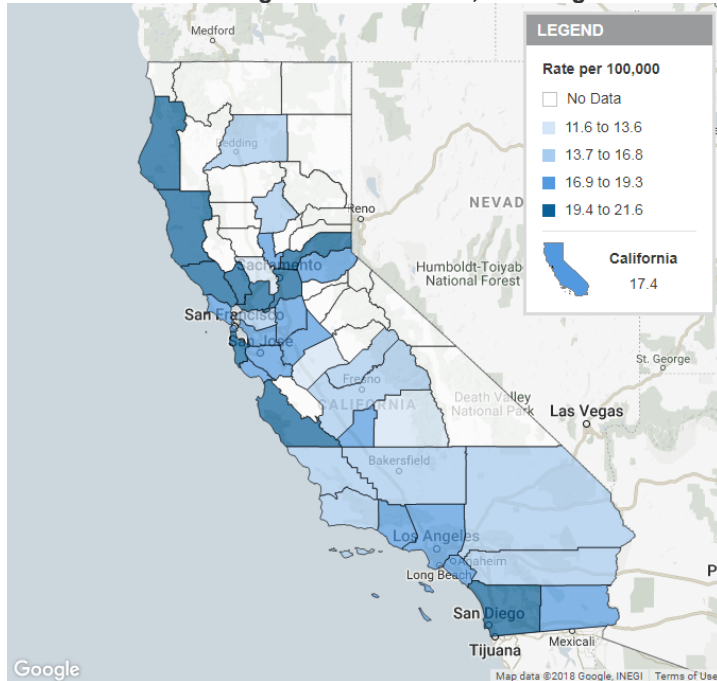 Medford
LEGEND
Rate per 100,000
No Data
11.6 to 13.6
13.7 to 16.8
16.9 to 19.3
19.4 to 21.6
California
17.4
Redding
NEVAD
Reno
Sacramento
Humboldt-Toiyab
National Forest
San Francisco
San Jose
St. George
Fresno
Death Valley
National Park
CALIFORNIA
Las Vegas
Bakersfield
Los Angeles
Anaheim
Long Beach
P
San Diego
Tijuana
Mexicali
Google
Map data ©2018 Google, INEGI
Terms of Use